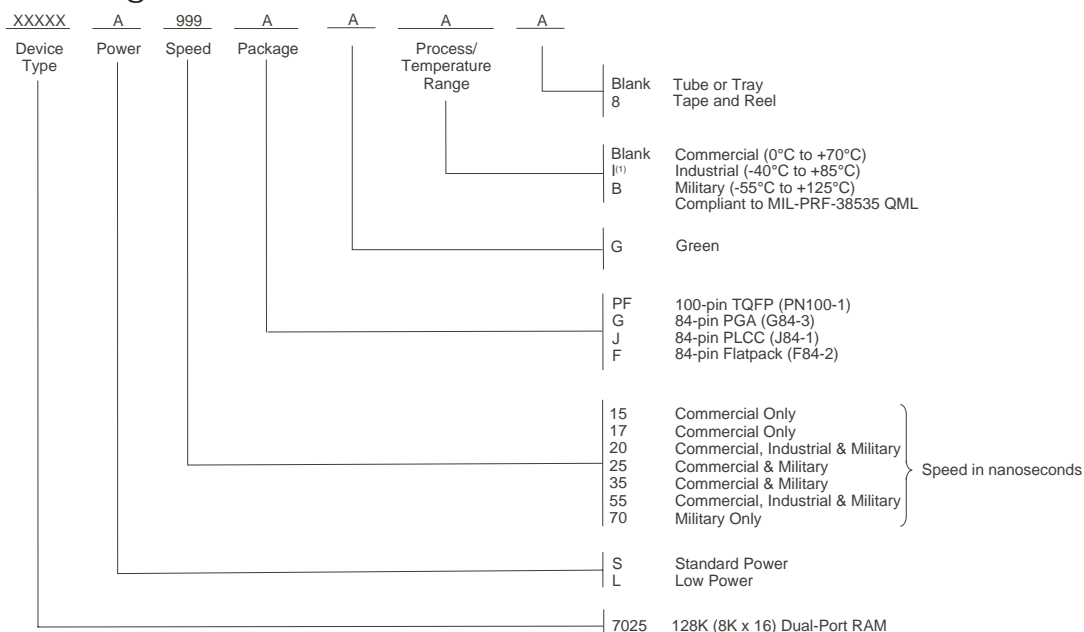 XXXXX A 999 A A A A
Device Type Power Speed Package Process/ Temperature Range
Blank Tube or Tray
8 Tape and Reel
Blank Commercial (0°C to +70°C)
I(1) Industrial (-40°C to +85°C)
B Military (-55°C to +125°C)
Compliant to MIL-PRF-38535 QML
G Green
PF 100-pin TQFP (PN100-1)
G 84-pin PGA (G84-3)
J 84-pin PLCC (J84-1)
F 84-pin Flatpack (F84-2)
15 Commercial Only
17 Commercial Only
20 Commercial, Industrial & Military
25 Commercial & Military
35 Commercial & Military
55 Commercial, Industrial & Military
70 Military Only
Speed in nanoseconds
S Standard Power
L Low Power
7025 128K (8K x 16) Dual-Port RAM